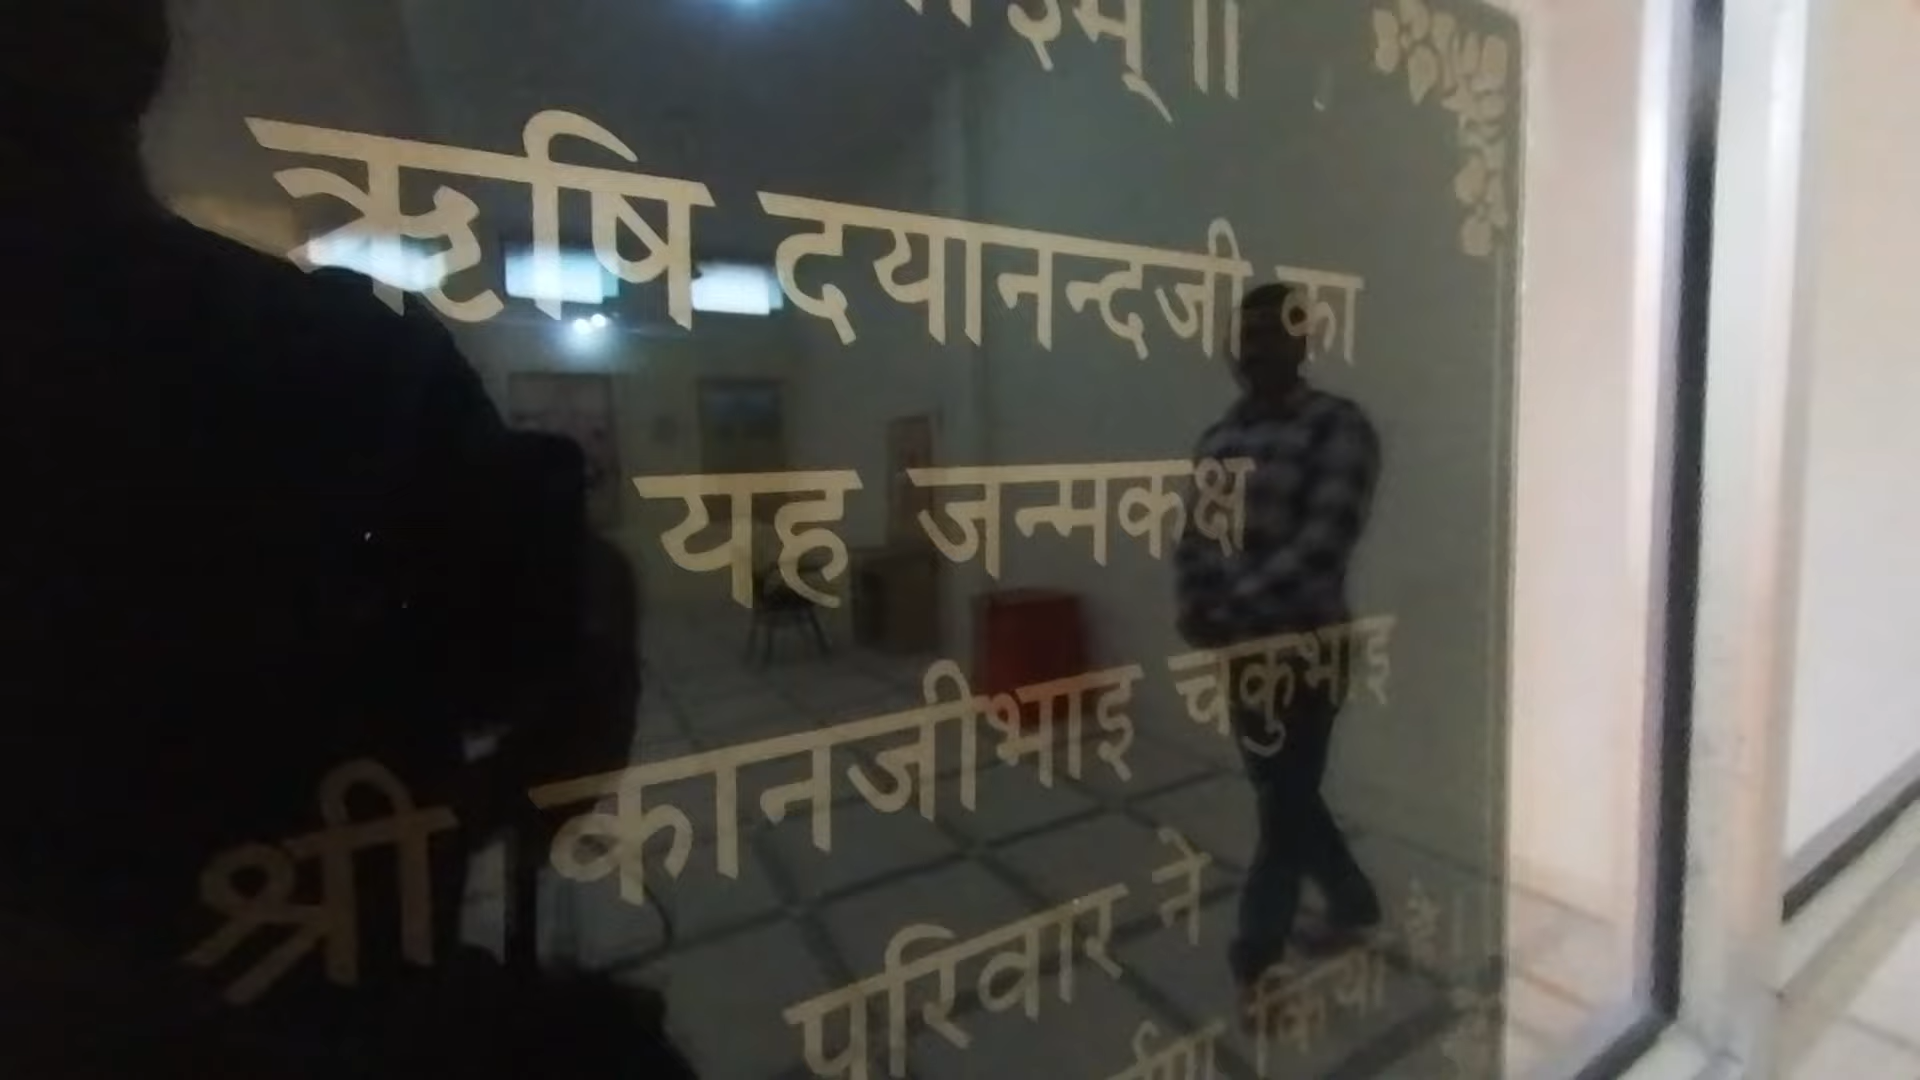 ऋषि दयानन्दजी का
यह जन्मकक्ष
श्री कानजीभाइ चकुभाइ
परिवार ने
किया है।